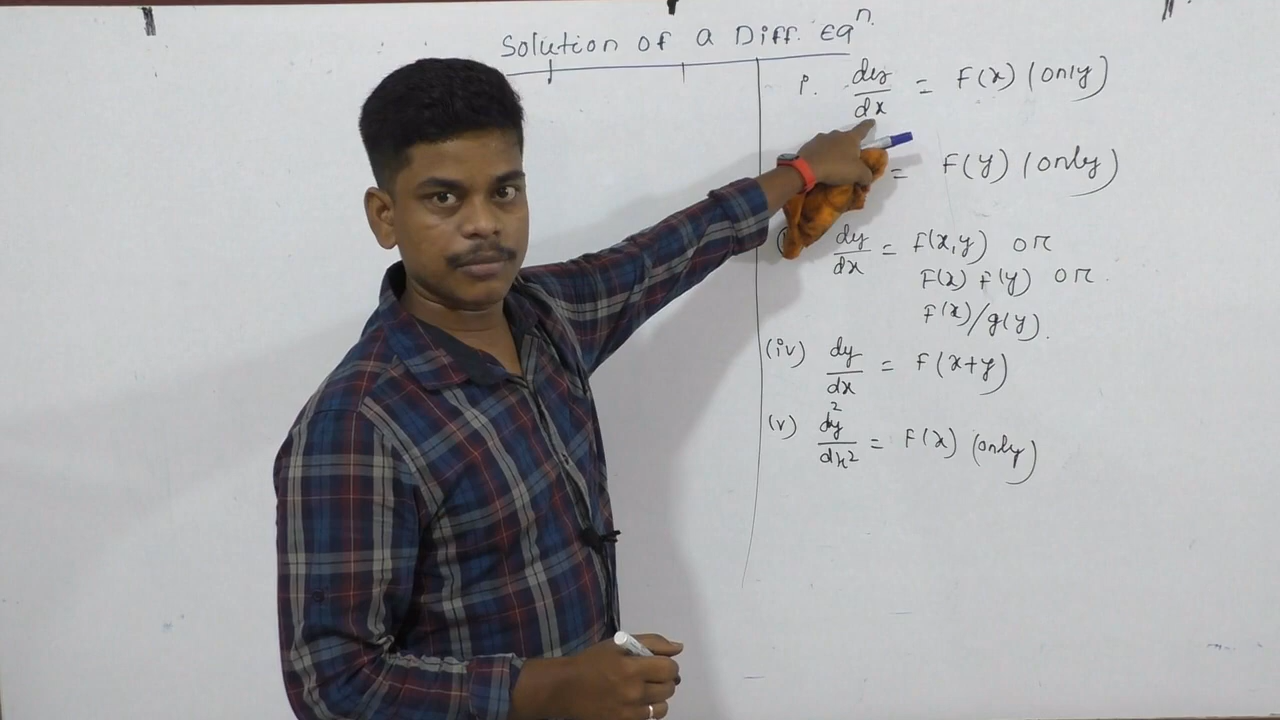 Solution of a Diff. Eqⁿ.
i. dy/dx = F(x) (only)
= F(y) (only)
dy/dx = f(x,y) or
F(x) f(y) or.
F(x)/g(y).
(iv) dy/dx = F(x+y)
(v) d²y/dx² = F(x) (only)